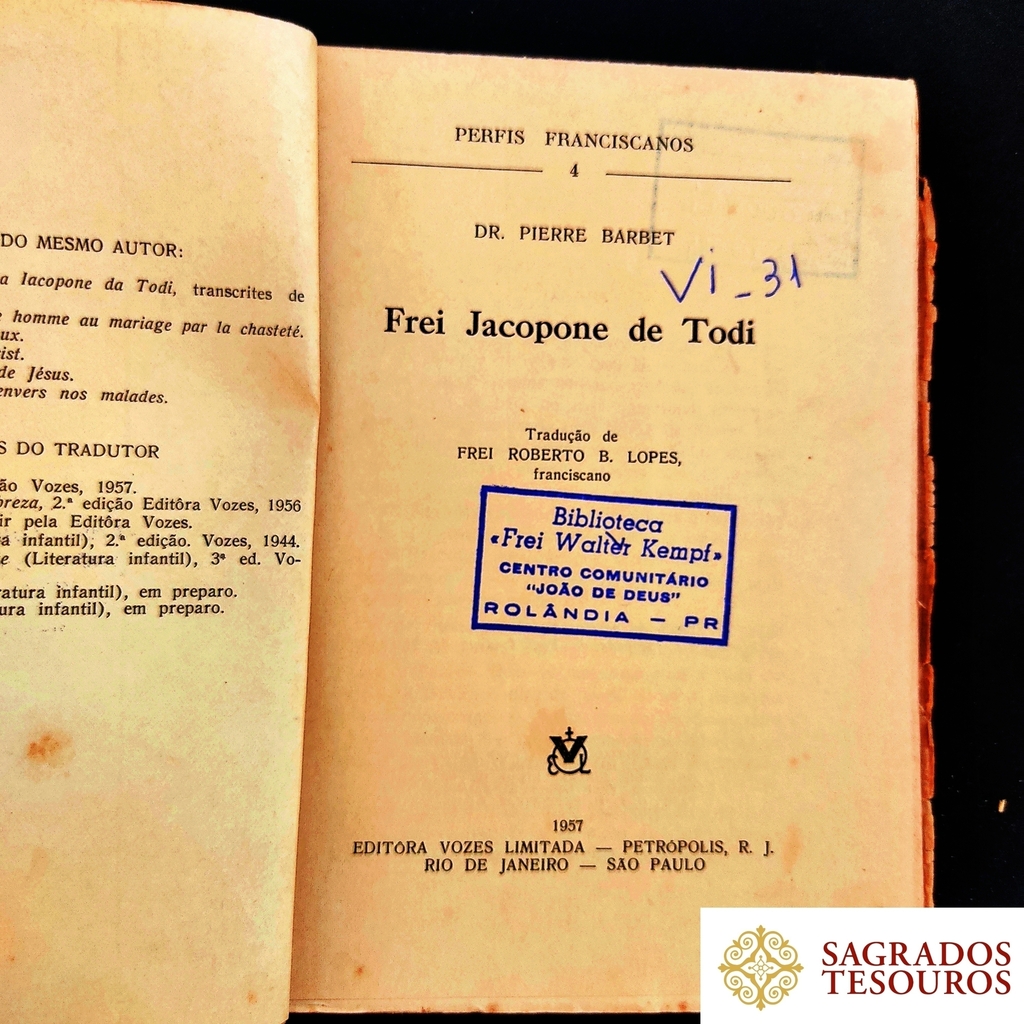 DO MESMO AUTOR:
a Iacopone da Todi, transcrites de
homme au mariage par la chasteté.
ux.
ist.
de Jésus.
envers nos malades.
S DO TRADUTOR
ão Vozes, 1957.
breza, 2.ª edição Editôra Vozes, 1956
ir pela Editôra Vozes.
a infantil), 2.ª edição. Vozes, 1944.
e (Literatura infantil), 3ª ed. Vo-
ratura infantil), em preparo.
ura infantil), em preparo.
PERFIS FRANCISCANOS
4
DR. PIERRE BARBET
VI - 31
Frei Jacopone de Todi
Tradução de
FREI ROBERTO B. LOPES,
franciscano
Biblioteca
«Frei Walter Kempf»
CENTRO COMUNITÁRIO
"JOÃO DE DEUS"
ROLÂNDIA — PR
1957
EDITÔRA VOZES LIMITADA — PETRÓPOLIS, R. J.
RIO DE JANEIRO — SÃO PAULO
SAGRADOS
TESOUROS